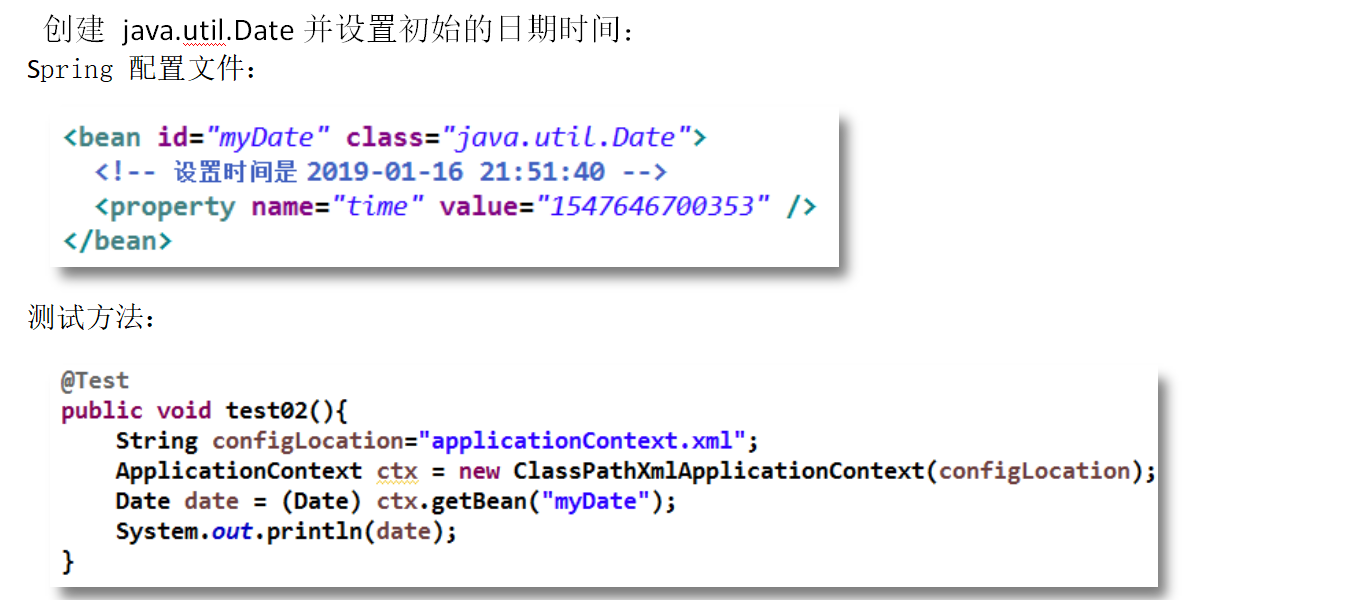 创建 java.util.Date 并设置初始的日期时间：
Spring 配置文件：
<bean id="myDate" class="java.util.Date">
<!-- 设置时间是 2019-01-16 21:51:40 -->
<property name="time" value="1547646700353" />
</bean>
测试方法：
@Test
public void test02(){
String configLocation="applicationContext.xml";
ApplicationContext ctx = new ClassPathXmlApplicationContext(configLocation);
Date date = (Date) ctx.getBean("myDate");
System.out.println(date);
}